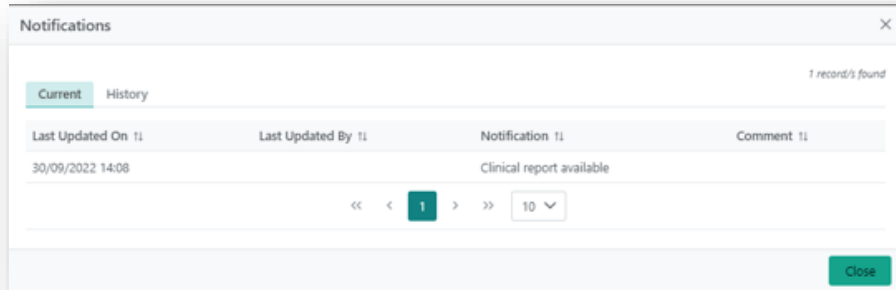 Notifications
1 record/s found
Current History
Last Updated On Last Updated By Notification Comment
30/09/2022 14:08 Clinical report available
1 10
Close